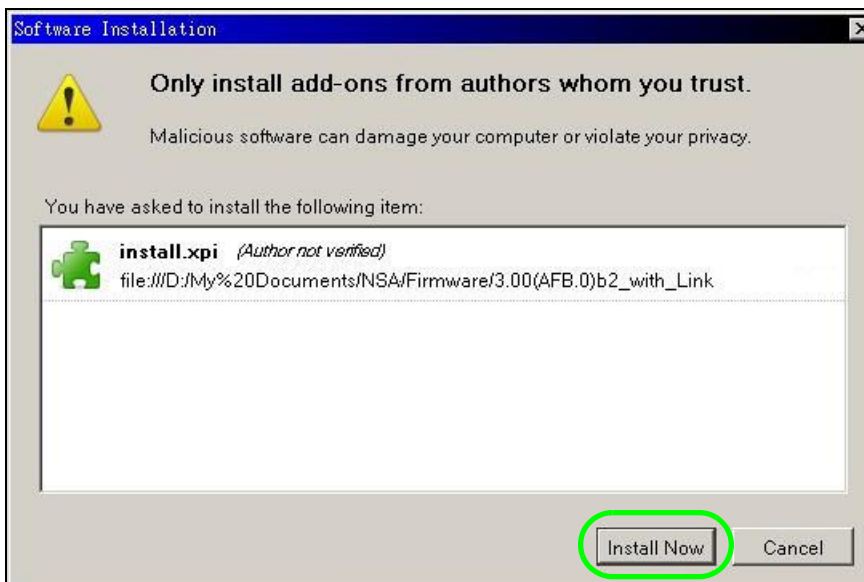 Software Installation
Only install add-ons from authors whom you trust.
Malicious software can damage your computer or violate your privacy.
You have asked to install the following item:
install.xpi (Author not verified)
file:///D:/My%20Documents/NSA/Firmware/3.00(AFB.0)b2_with_Link
Install Now Cancel